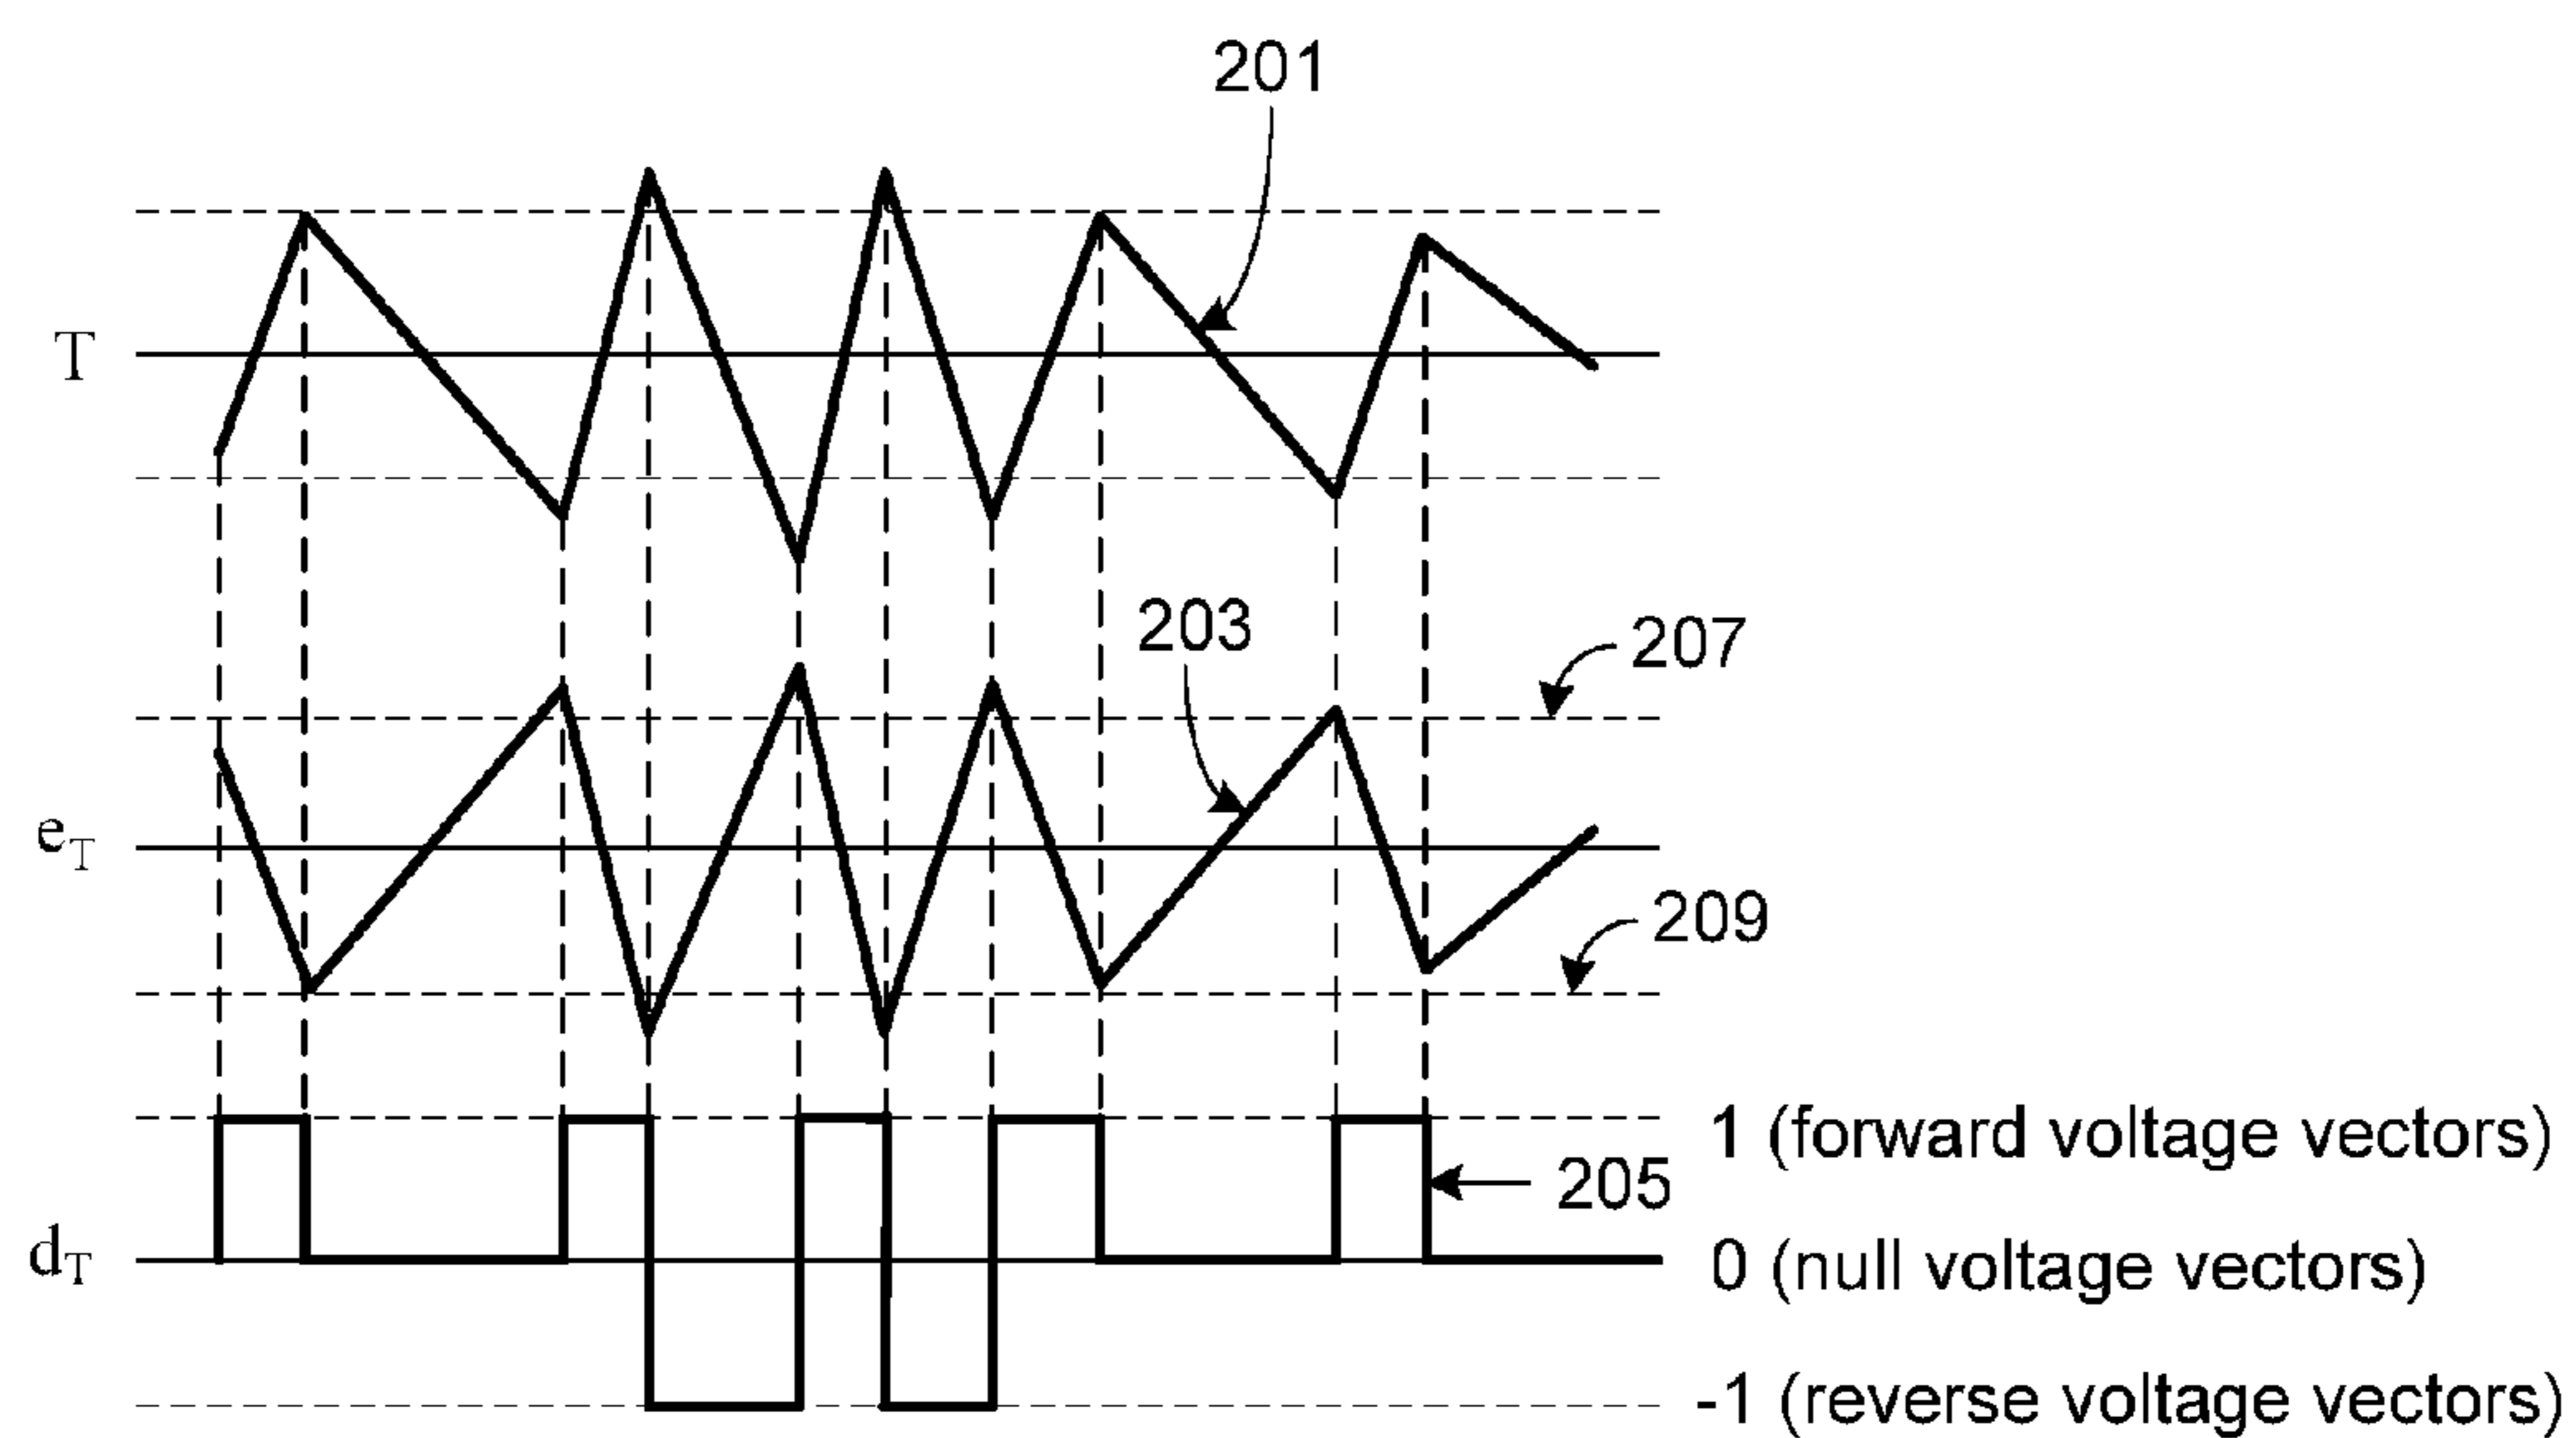 201
T
203
207
e_T
209
1 (forward voltage vectors)
205
d_T
0 (null voltage vectors)
-1 (reverse voltage vectors)